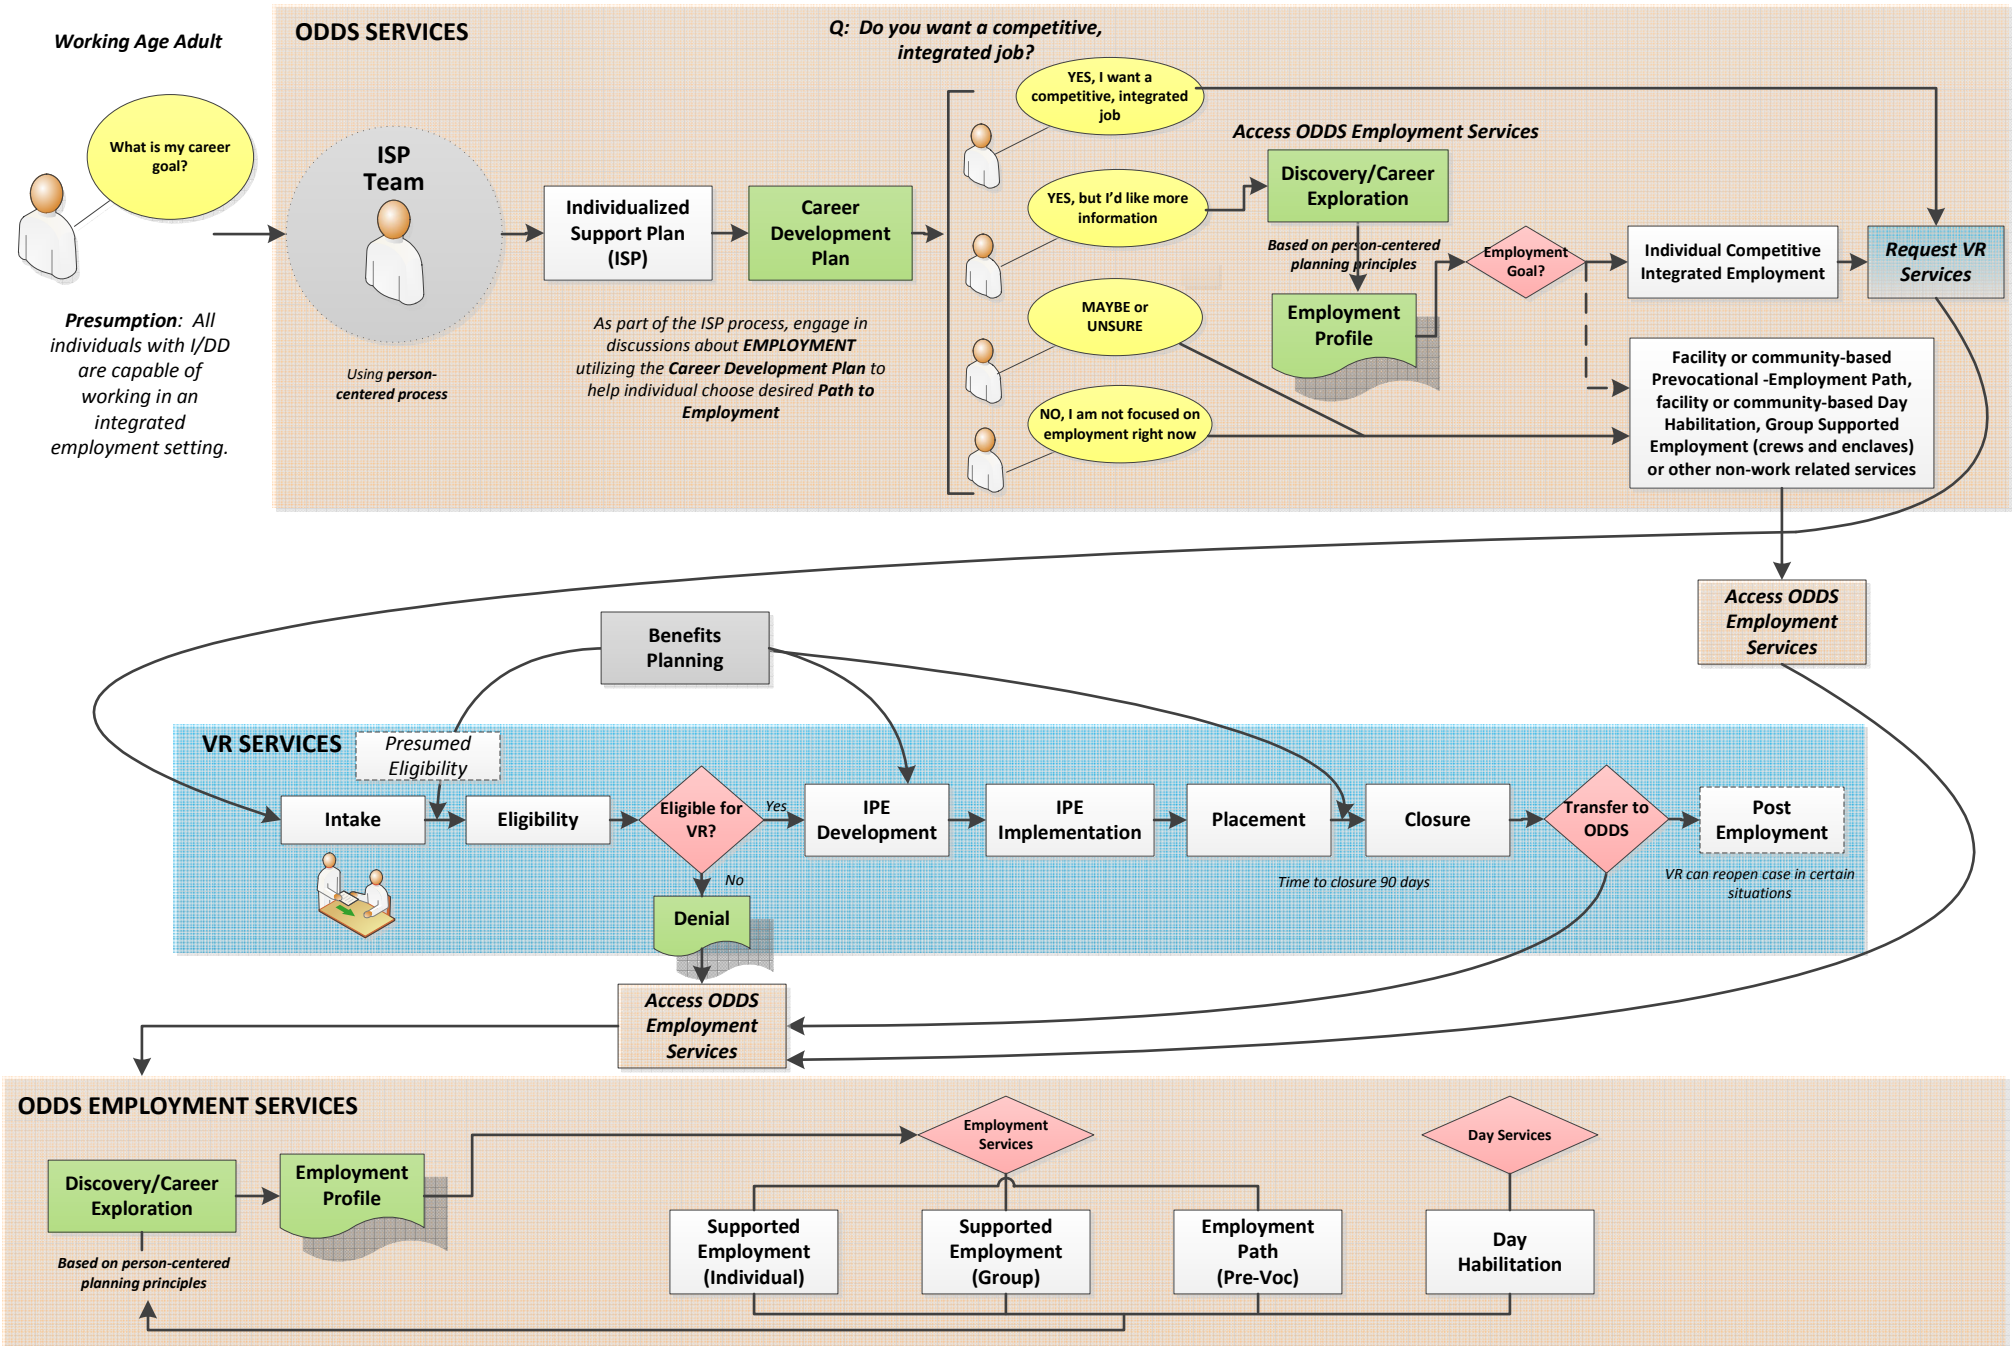 Working Age Adult
What is my career
goal?
Presumption:  All
individuals with I/DD
are capable of
working in an
integrated
employment setting.
ODDS SERVICES
ISP
Team
Using person-
centered process
Individualized
Support Plan
(ISP)
Career
Development
Plan
As part of the ISP process, engage in
discussions about EMPLOYMENT
utilizing the Career Development Plan to
help individual choose desired Path to
Employment
Q:  Do you want a competitive,
integrated job?
YES, I want a
competitive, integrated
job
YES, but I'd like more
information
MAYBE or
UNSURE
NO, I am not focused on
employment right now
Access ODDS Employment Services
Discovery/Career
Exploration
Based on person-centered
planning principles
Employment
Profile
Employment
Goal?
Individual Competitive
Integrated Employment
Request VR
Services
Facility or community-based
Prevocational -Employment Path,
facility or community-based Day
Habilitation, Group Supported
Employment (crews and enclaves)
or other non-work related services
Access ODDS
Employment
Services
Benefits
Planning
VR SERVICES
Presumed
Eligibility
Intake
Eligibility
Eligible for
VR?
Yes
No
Denial
IPE
Development
IPE
Implementation
Placement
Closure
Time to closure 90 days
Transfer to
ODDS
Post
Employment
VR can reopen case in certain
situations
Access ODDS
Employment
Services
ODDS EMPLOYMENT SERVICES
Discovery/Career
Exploration
Based on person-centered
planning principles
Employment
Profile
Employment
Services
Day Services
Supported
Employment
(Individual)
Supported
Employment
(Group)
Employment
Path
(Pre-Voc)
Day
Habilitation